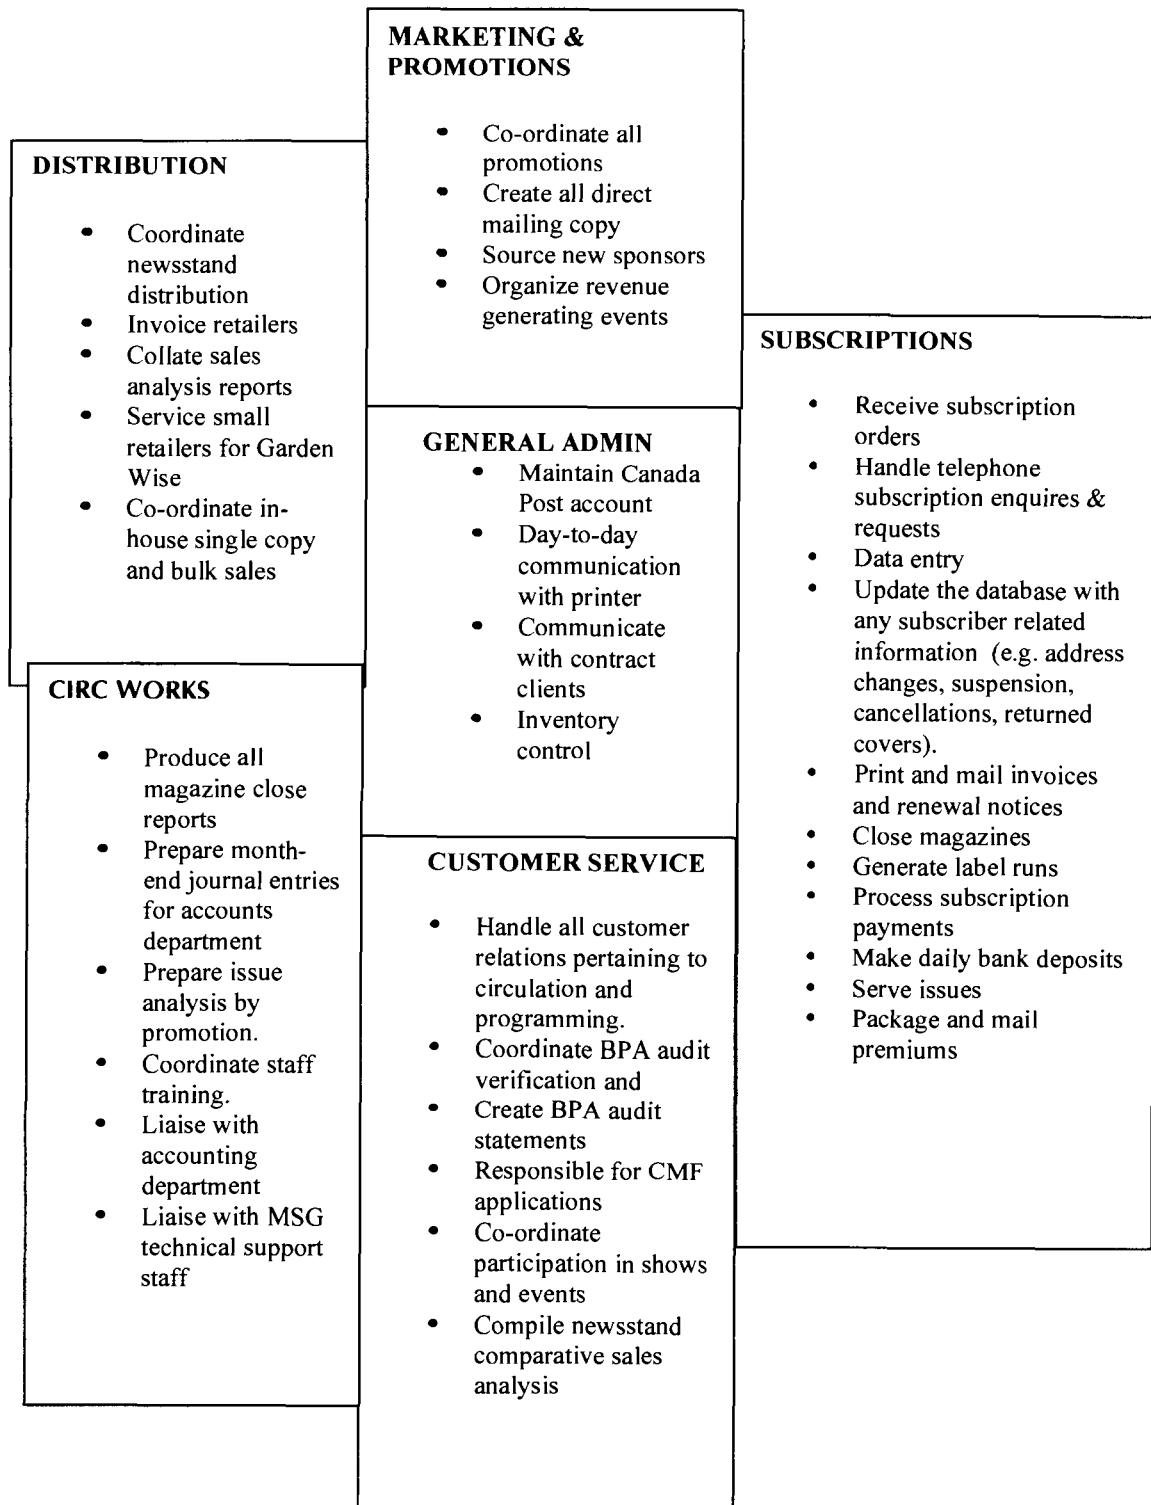 MARKETING &
PROMOTIONS
• Co-ordinate all
promotions
• Create all direct
mailing copy
• Source new sponsors
• Organize revenue
generating events
DISTRIBUTION
• Coordinate
newsstand
distribution
• Invoice retailers
• Collate sales
analysis reports
• Service small
retailers for Garden
Wise
• Co-ordinate in-
house single copy
and bulk sales
SUBSCRIPTIONS
• Receive subscription
orders
• Handle telephone
subscription enquires &
requests
• Data entry
• Update the database with
any subscriber related
information (e.g. address
changes, suspension,
cancellations, returned
covers).
• Print and mail invoices
and renewal notices
• Close magazines
• Generate label runs
• Process subscription
payments
• Make daily bank deposits
• Serve issues
• Package and mail
premiums
GENERAL ADMIN
• Maintain Canada
Post account
• Day-to-day
communication
with printer
• Communicate
with contract
clients
• Inventory
control
CIRC WORKS
• Produce all
magazine close
reports
• Prepare month-
end journal entries
for accounts
department
• Prepare issue
analysis by
promotion.
• Coordinate staff
training.
• Liaise with
accounting
department
• Liaise with MSG
technical support
staff
CUSTOMER SERVICE
• Handle all customer
relations pertaining to
circulation and
programming.
• Coordinate BPA audit
verification and
• Create BPA audit
statements
• Responsible for CMF
applications
• Co-ordinate
participation in shows
and events
• Compile newsstand
comparative sales
analysis